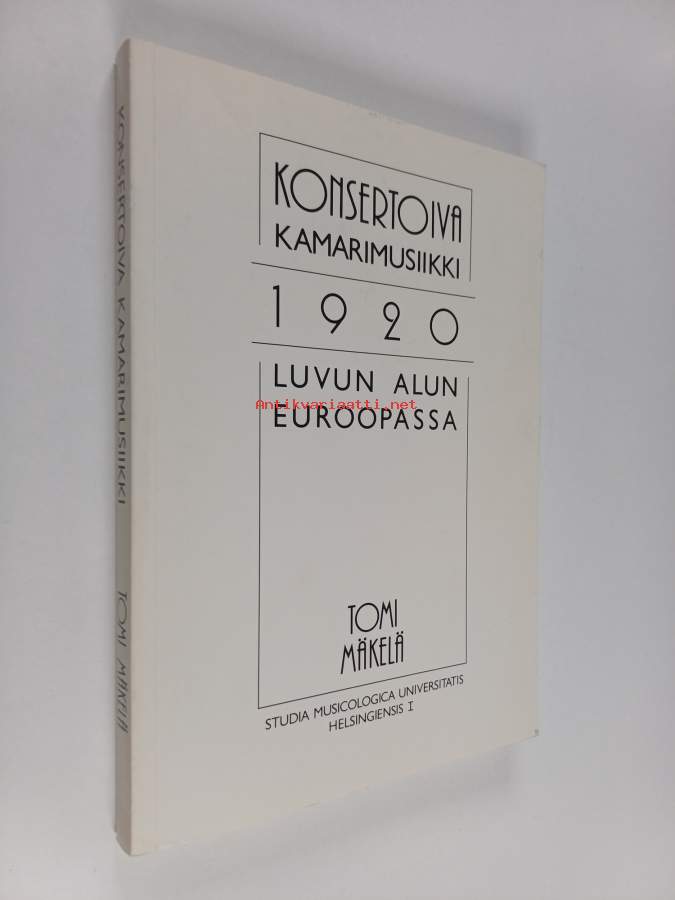 KONSERTOIVA KAMARIMUSIIKKI TOMI MÄKELÄ
KONSERTOIVA
KAMARIMUSIIKKI
1920
LUVUN ALUN
Antikvariaatti.net
EUROOPASSA
TOMI
MÄKELÄ
STUDIA MUSICOLOGICA UNIVERSITATIS
HELSINGIENSIS I